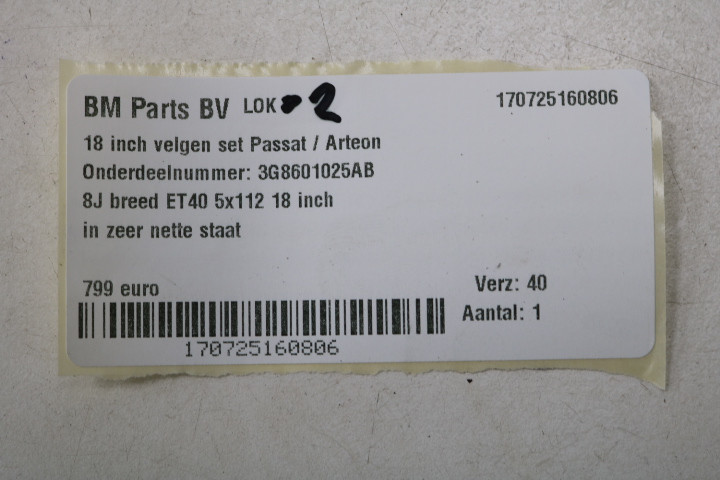 BM Parts BV LOK 2 170725160806
18 inch velgen set Passat / Arteon
Onderdeelnummer: 3G8601025AB
8J breed ET40 5x112 18 inch
in zeer nette staat
799 euro Verz: 40
Aantal: 1
170725160806